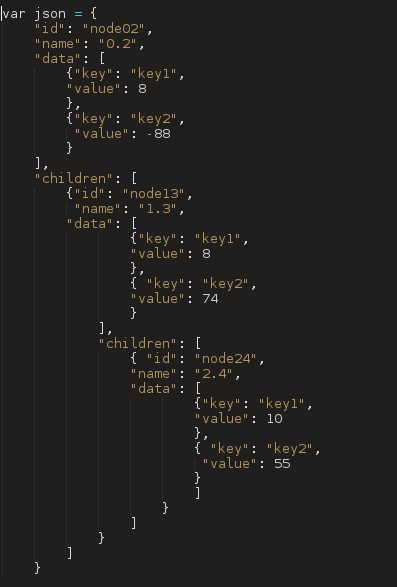 var json = {
    "id": "node02",
    "name": "0.2",
    "data": [
        {"key": "key1",
        "value": 8
        },
        {"key": "key2",
         "value": -88
        }
    ],
    "children": [
        {"id": "node13",
         "name": "1.3",
        "data": [
                {"key": "key1",
                "value": 8
                },
                { "key": "key2",
                "value": 74
                }
            ],
            "children": [
                { "id": "node24",
                "name": "2.4",
                "data": [
                        {"key": "key1",
                        "value": 10
                        },
                        { "key": "key2",
                         "value": 55
                        }
                        ]
                    }
                ]
            }
        ]
    }